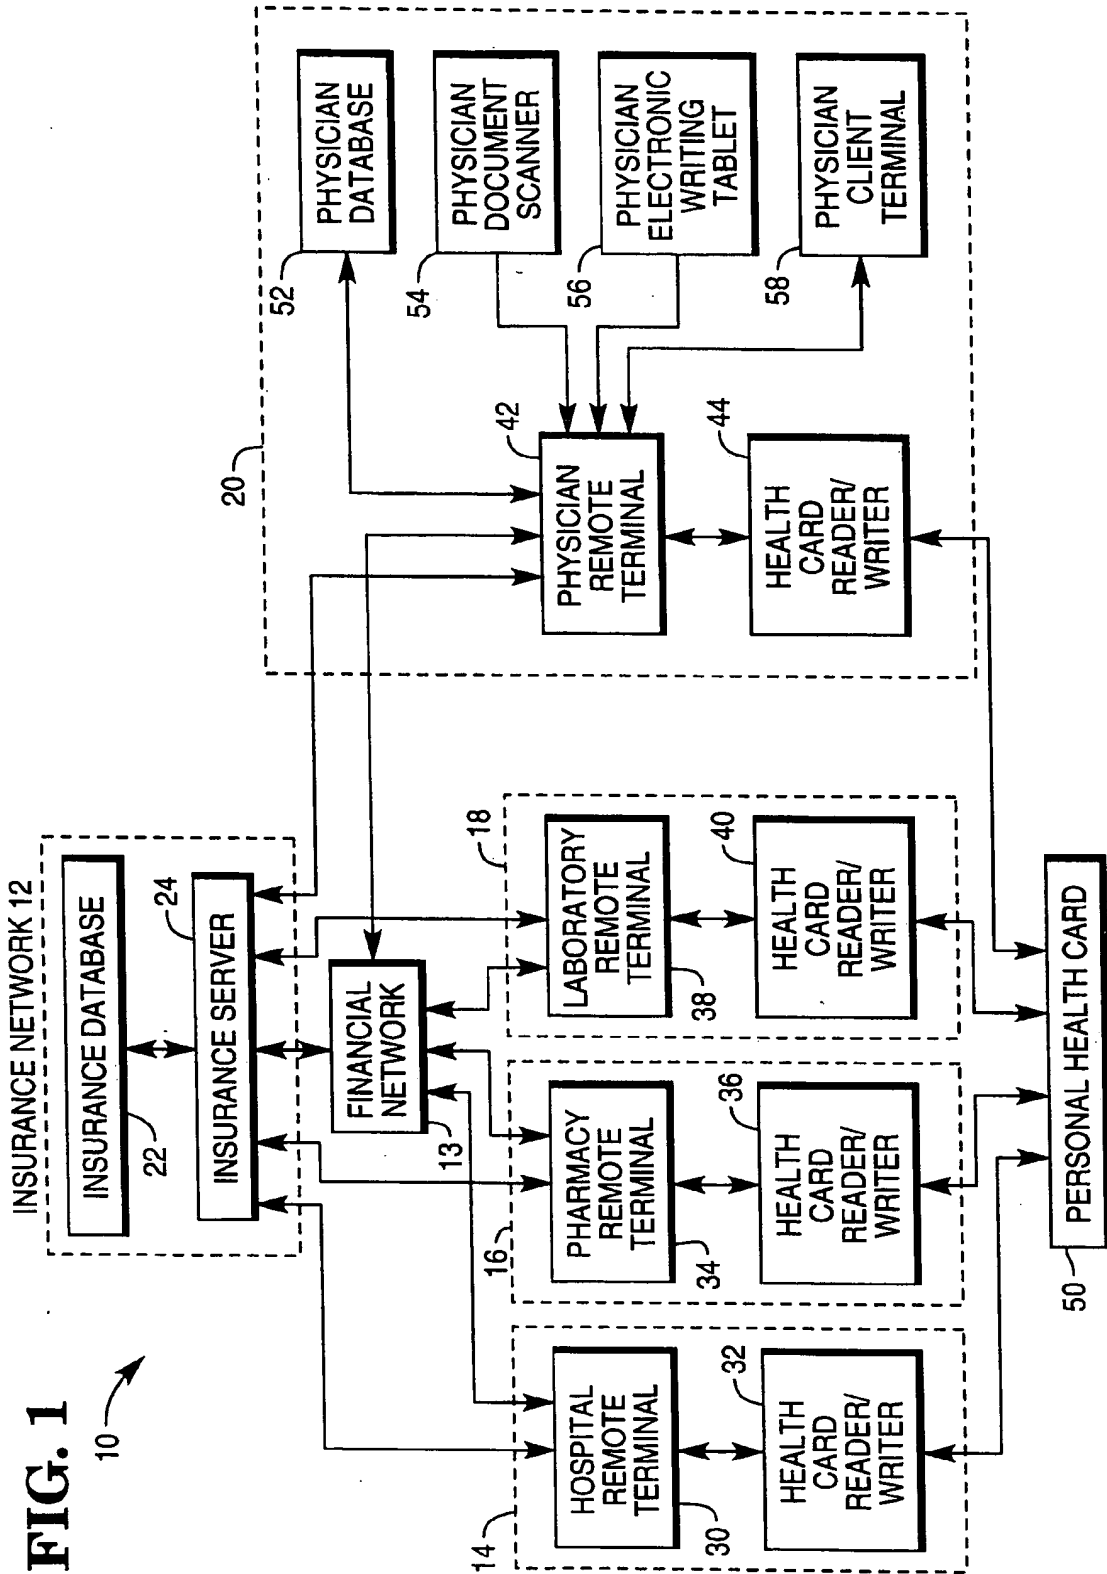 FIG. 1
10
INSURANCE NETWORK 12
INSURANCE DATABASE
22
24
INSURANCE SERVER
FINANCIAL
NETWORK
13
20
PHYSICIAN
DATABASE
52
PHYSICIAN
DOCUMENT
SCANNER
54
PHYSICIAN
ELECTRONIC
WRITING
TABLET
56
PHYSICIAN
CLIENT
TERMINAL
58
42
PHYSICIAN
REMOTE
TERMINAL
44
HEALTH
CARD
READER/
WRITER
14
HOSPITAL
REMOTE
TERMINAL
30
32
HEALTH
CARD
READER/
WRITER
16
PHARMACY
REMOTE
TERMINAL
34
36
HEALTH
CARD
READER/
WRITER
18
LABORATORY
REMOTE
TERMINAL
38
40
HEALTH
CARD
READER/
WRITER
50
PERSONAL HEALTH CARD